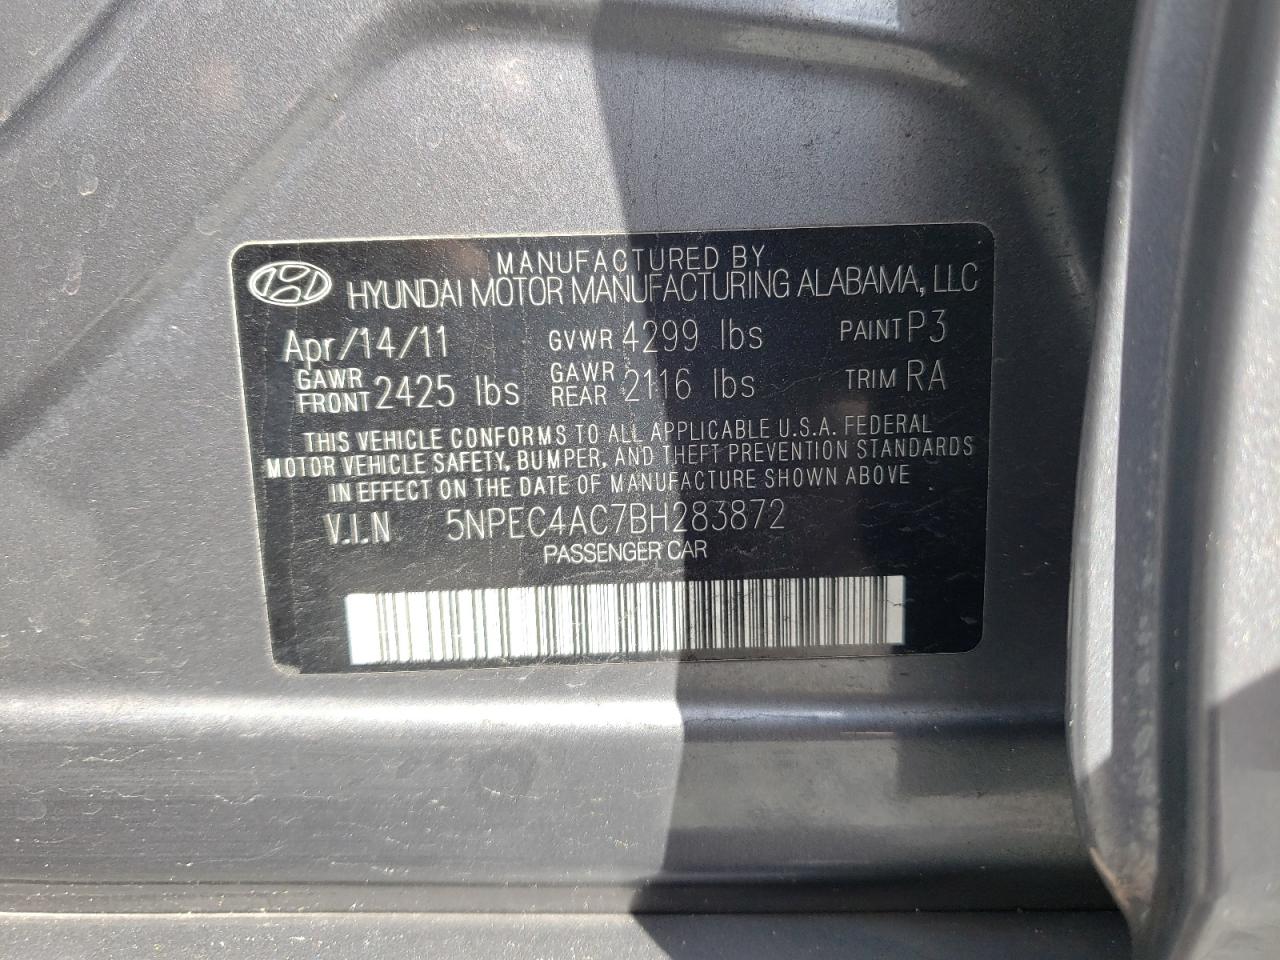 MANUFACTURED BY
HYUNDAI MOTOR MANUFACTURING ALABAMA, LLC
Apr/14/11 GVWR 4299 lbs PAINT P3
GAWR FRONT 2425 lbs GAWR REAR 2116 lbs TRIM RA
THIS VEHICLE CONFORMS TO ALL APPLICABLE U.S.A. FEDERAL
MOTOR VEHICLE SAFETY, BUMPER, AND THEFT PREVENTION STANDARDS
IN EFFECT ON THE DATE OF MANUFACTURE SHOWN ABOVE
V.I.N 5NPEC4AC7BH283872
PASSENGER CAR